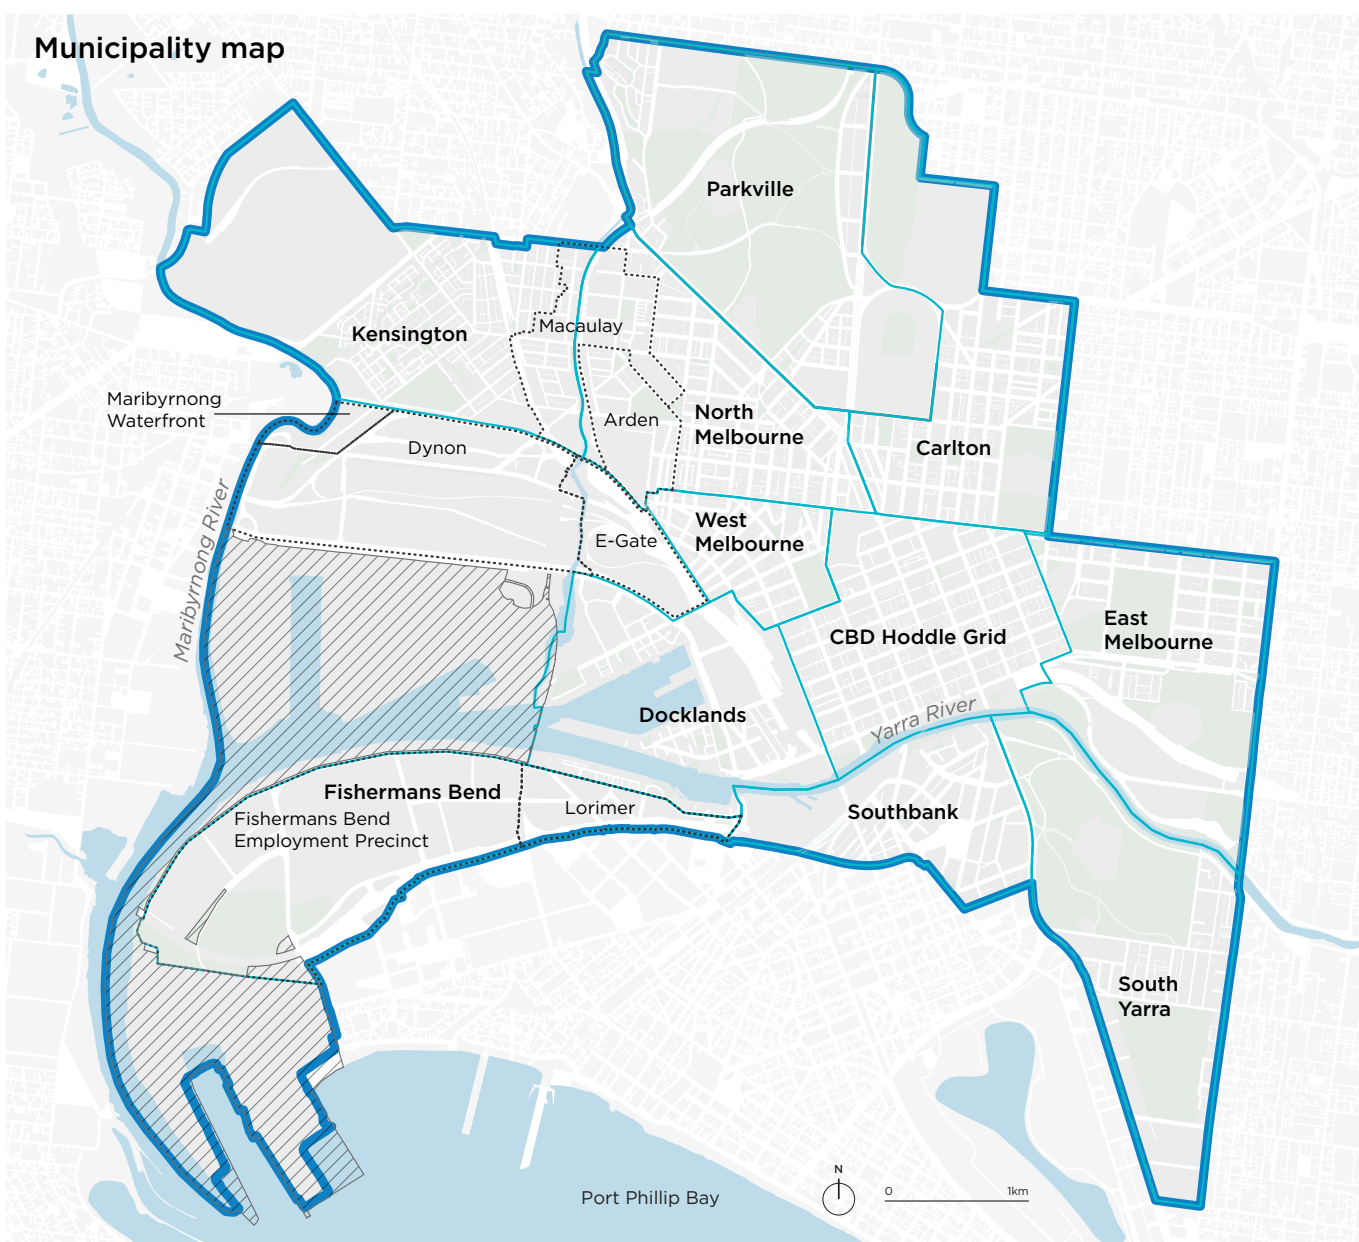 Municipality map
Parkville
Kensington
Macaulay
Maribyrnong
Waterfront
Dynon
Arden
North
Melbourne
Carlton
Maribyrnong River
E-Gate
West
Melbourne
CBD Hoddle Grid
East
Melbourne
Docklands
Yarra River
Fishermans Bend
Fishermans Bend
Employment Precinct
Lorimer
Southbank
South
Yarra
Port Phillip Bay
N
0 1km